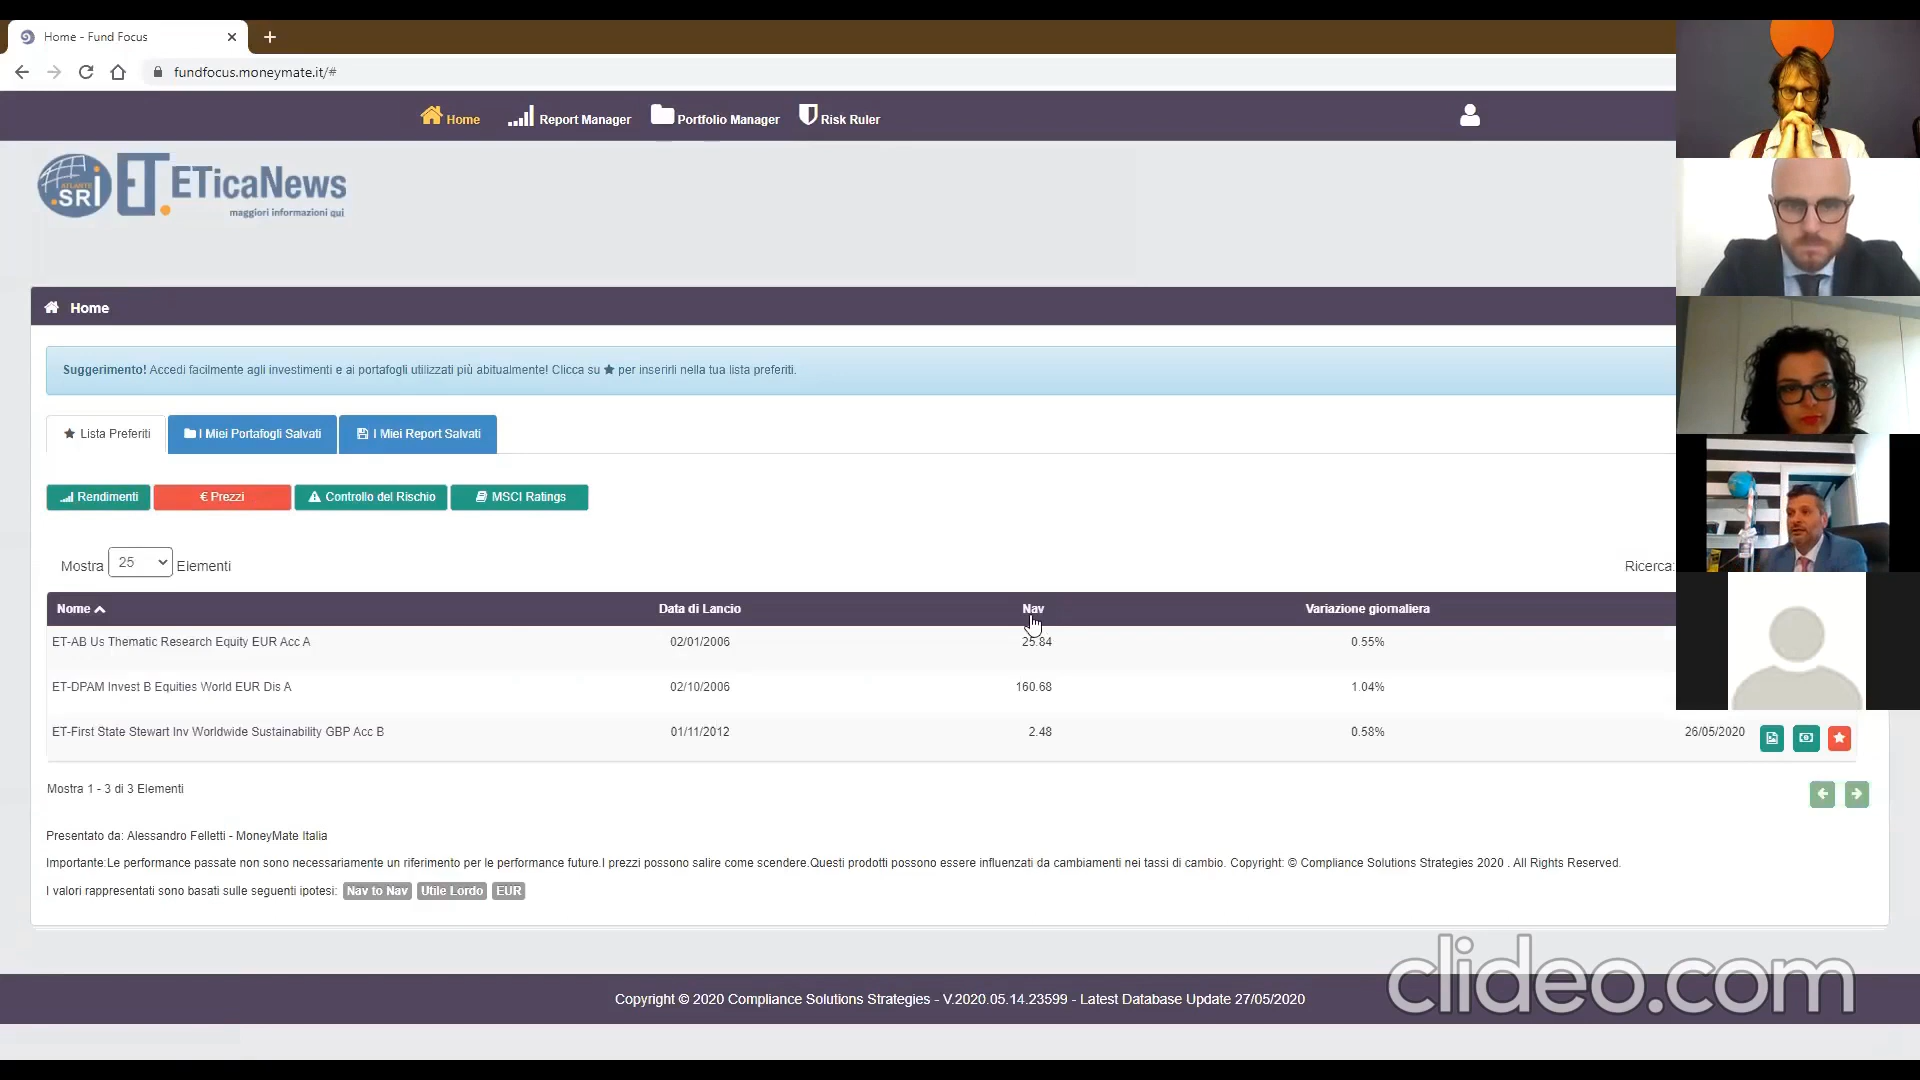 Home - Fund Focus
fundfocus.moneymate.it/#
Home Report Manager Portfolio Manager Risk Ruler
ATLANTE
.SRI ET. ETicaNews
maggiori informazioni qui
Home
Suggerimento! Accedi facilmente agli investimenti e ai portafogli utilizzati più abitualmente! Clicca su ★ per inserirli nella tua lista preferiti.
Lista Preferiti I Miei Portafogli Salvati I Miei Report Salvati
Rendimenti € Prezzi Controllo del Rischio MSCI Ratings
Mostra 25 Elementi Ricerca:
Nome Data di Lancio Nav Variazione giornaliera
ET-AB Us Thematic Research Equity EUR Acc A 02/01/2006 25.84 0.55%
ET-DPAM Invest B Equities World EUR Dis A 02/10/2006 160.68 1.04%
ET-First State Stewart Inv Worldwide Sustainability GBP Acc B 01/11/2012 2.48 0.58% 26/05/2020
Mostra 1 - 3 di 3 Elementi
Presentato da: Alessandro Felletti - MoneyMate Italia
Importante:Le performance passate non sono necessariamente un riferimento per le performance future.I prezzi possono salire come scendere.Questi prodotti possono essere influenzati da cambiamenti nei tassi di cambio. Copyright: © Compliance Solutions Strategies 2020 . All Rights Reserved.
I valori rappresentati sono basati sulle seguenti ipotesi: Nav to Nav Utile Lordo EUR
clideo.com
Copyright © 2020 Compliance Solutions Strategies - V.2020.05.14.23599 - Latest Database Update 27/05/2020